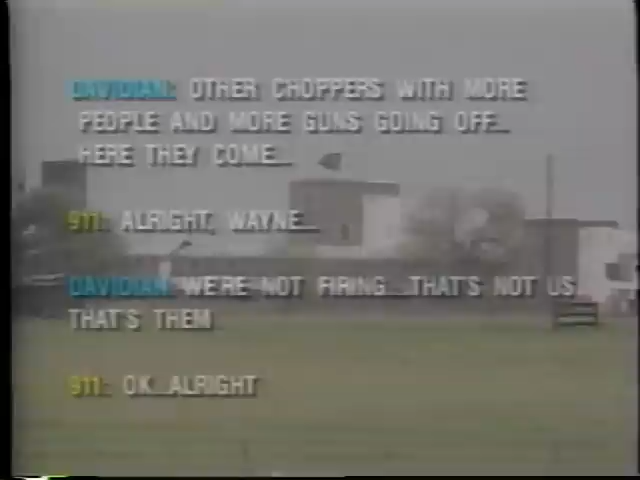 DAVIDIAN: OTHER CHOPPERS WITH MORE
PEOPLE AND MORE GUNS GOING OFF...
HERE THEY COME...
911: ALRIGHT, WAYNE...
DAVIDIAN: WE'RE NOT FIRING...THAT'S NOT US.
THAT'S THEM
911: OK...ALRIGHT